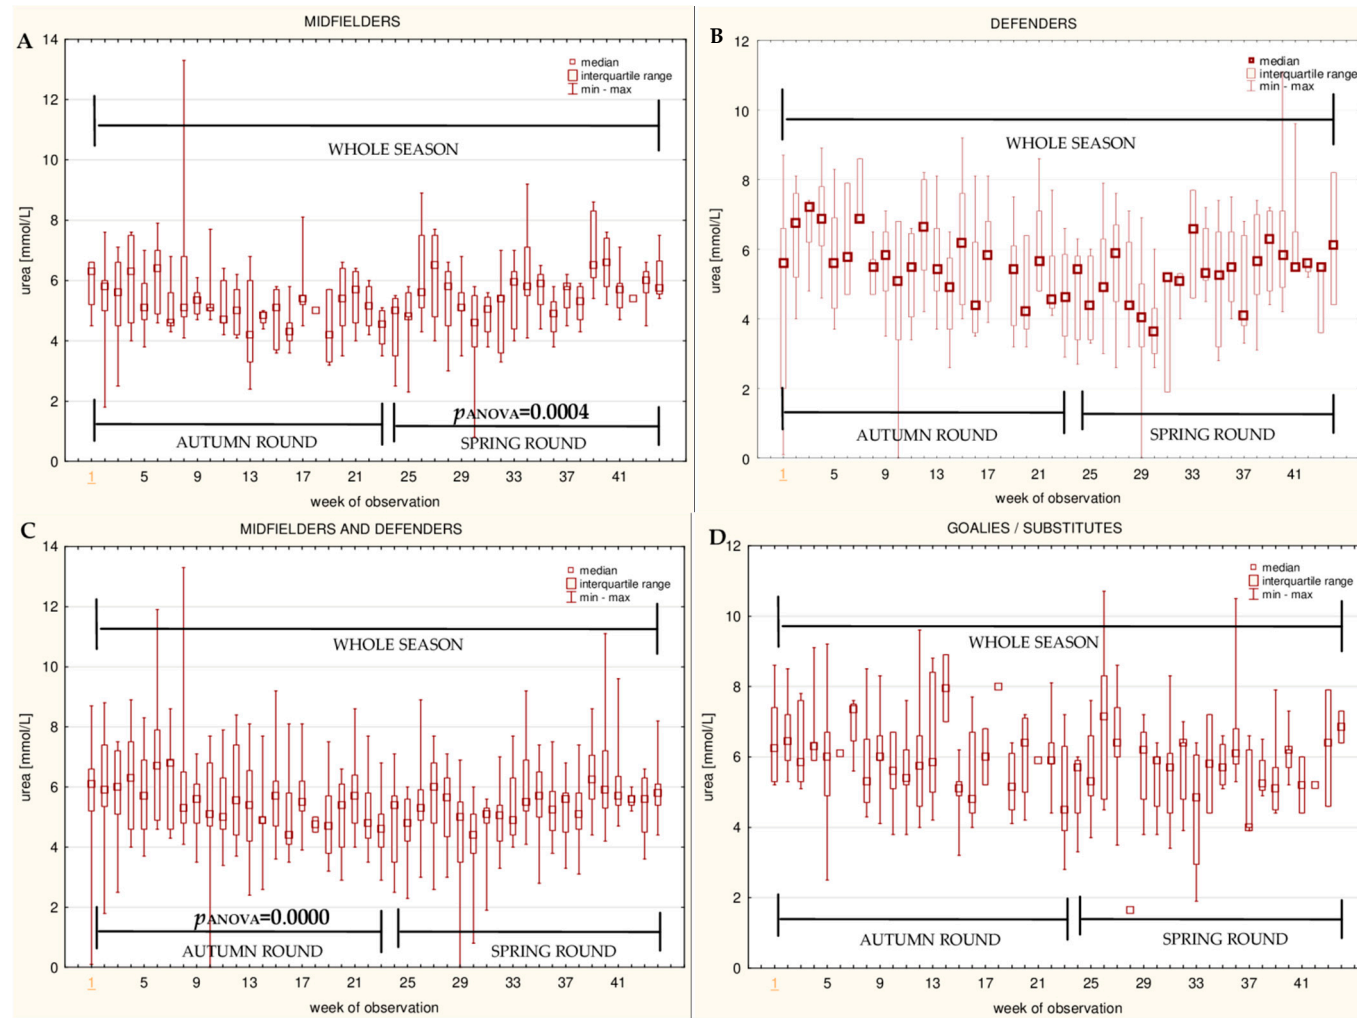 A
MIDFIELDERS
14
12
10
8
6
4
2
0
urea [mmol/L]
median
interquartile range
min - max
WHOLE SEASON
pANOVA=0.0004
AUTUMN ROUND
SPRING ROUND
1 5 9 13 17 21 25 29 33 37 41
week of observation
B
DEFENDERS
12
10
8
6
4
2
0
urea [mmol/L]
median
interquartile range
min - max
WHOLE SEASON
AUTUMN ROUND
SPRING ROUND
1 5 9 13 17 21 25 29 33 37 41
week of observation
C
MIDFIELDERS AND DEFENDERS
14
12
10
8
6
4
2
0
urea [mmol/L]
median
interquartile range
min - max
WHOLE SEASON
pANOVA=0.0000
AUTUMN ROUND
SPRING ROUND
1 5 9 13 17 21 25 29 33 37 41
week of observation
D
GOALIES / SUBSTITUTES
12
10
8
6
4
2
0
urea [mmol/L]
median
interquartile range
min - max
WHOLE SEASON
AUTUMN ROUND
SPRING ROUND
1 5 9 13 17 21 25 29 33 37 41
week of observation